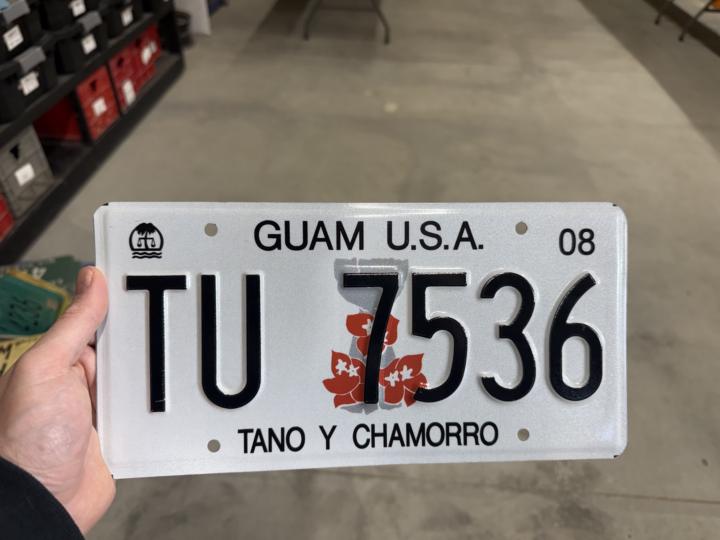 GUAM U.S.A.
08
TU 7536
TANO Y CHAMORRO